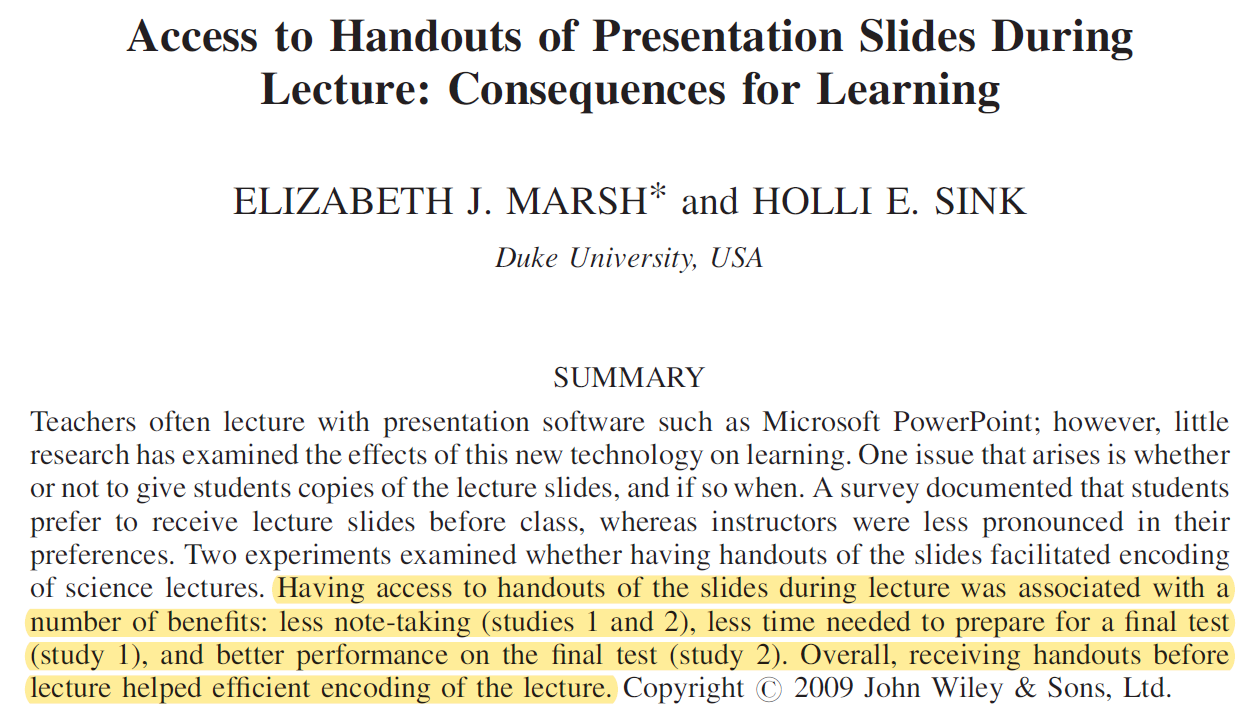 Access to Handouts of Presentation Slides During
Lecture: Consequences for Learning
ELIZABETH J. MARSH* and HOLLI E. SINK
Duke University, USA
SUMMARY
Teachers often lecture with presentation software such as Microsoft PowerPoint; however, little
research has examined the effects of this new technology on learning. One issue that arises is whether
or not to give students copies of the lecture slides, and if so when. A survey documented that students
prefer to receive lecture slides before class, whereas instructors were less pronounced in their
preferences. Two experiments examined whether having handouts of the slides facilitated encoding
of science lectures. Having access to handouts of the slides during lecture was associated with a
number of benefits: less note-taking (studies 1 and 2), less time needed to prepare for a final test
(study 1), and better performance on the final test (study 2). Overall, receiving handouts before
lecture helped efficient encoding of the lecture. Copyright © 2009 John Wiley & Sons, Ltd.